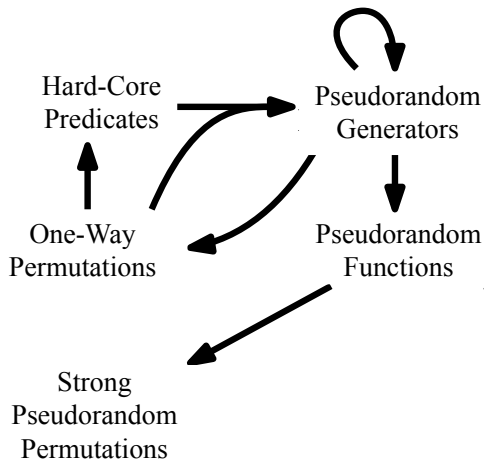 Hard-Core
Predicates
Pseudorandom
Generators
One-Way
Permutations
Pseudorandom
Functions
Strong
Pseudorandom
Permutations